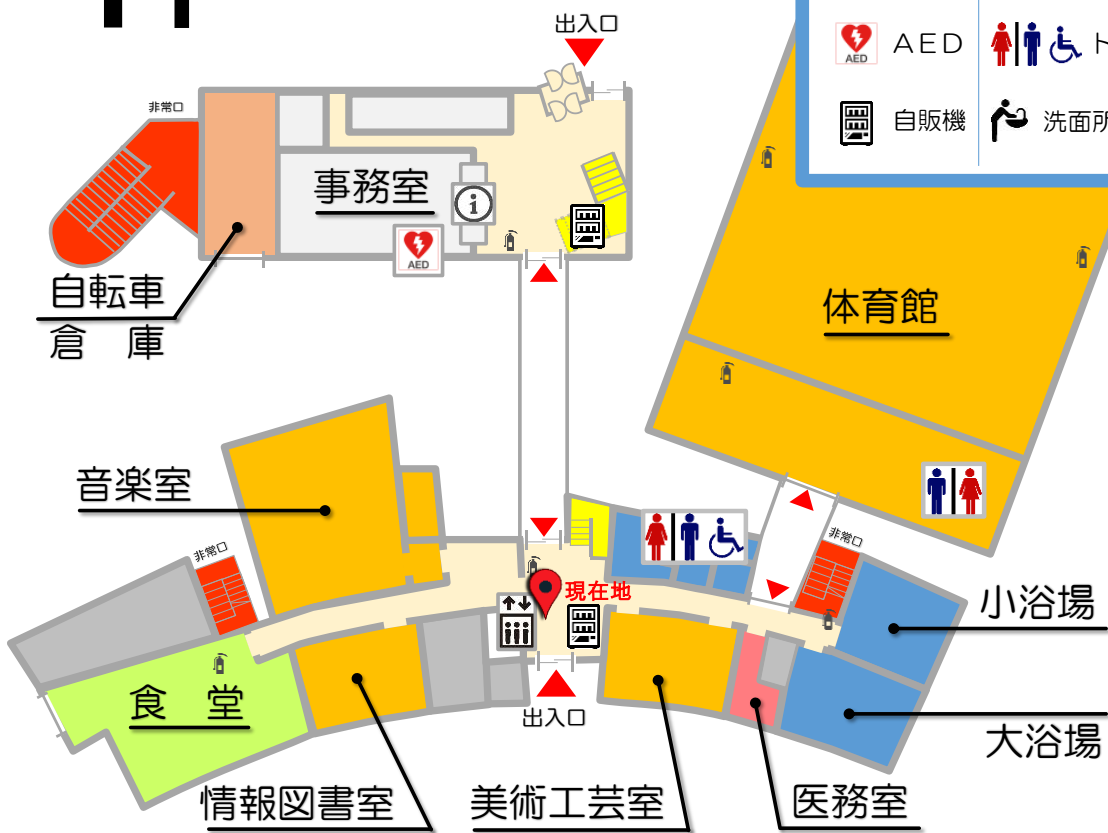 出入口
AED
AED
ト
自販機
洗面所
非常口
事務室
i
AED
自転車
倉　庫
体育館
音楽室
非常口
非常口
現在地
小浴場
食　堂
出入口
大浴場
情報図書室
美術工芸室
医務室